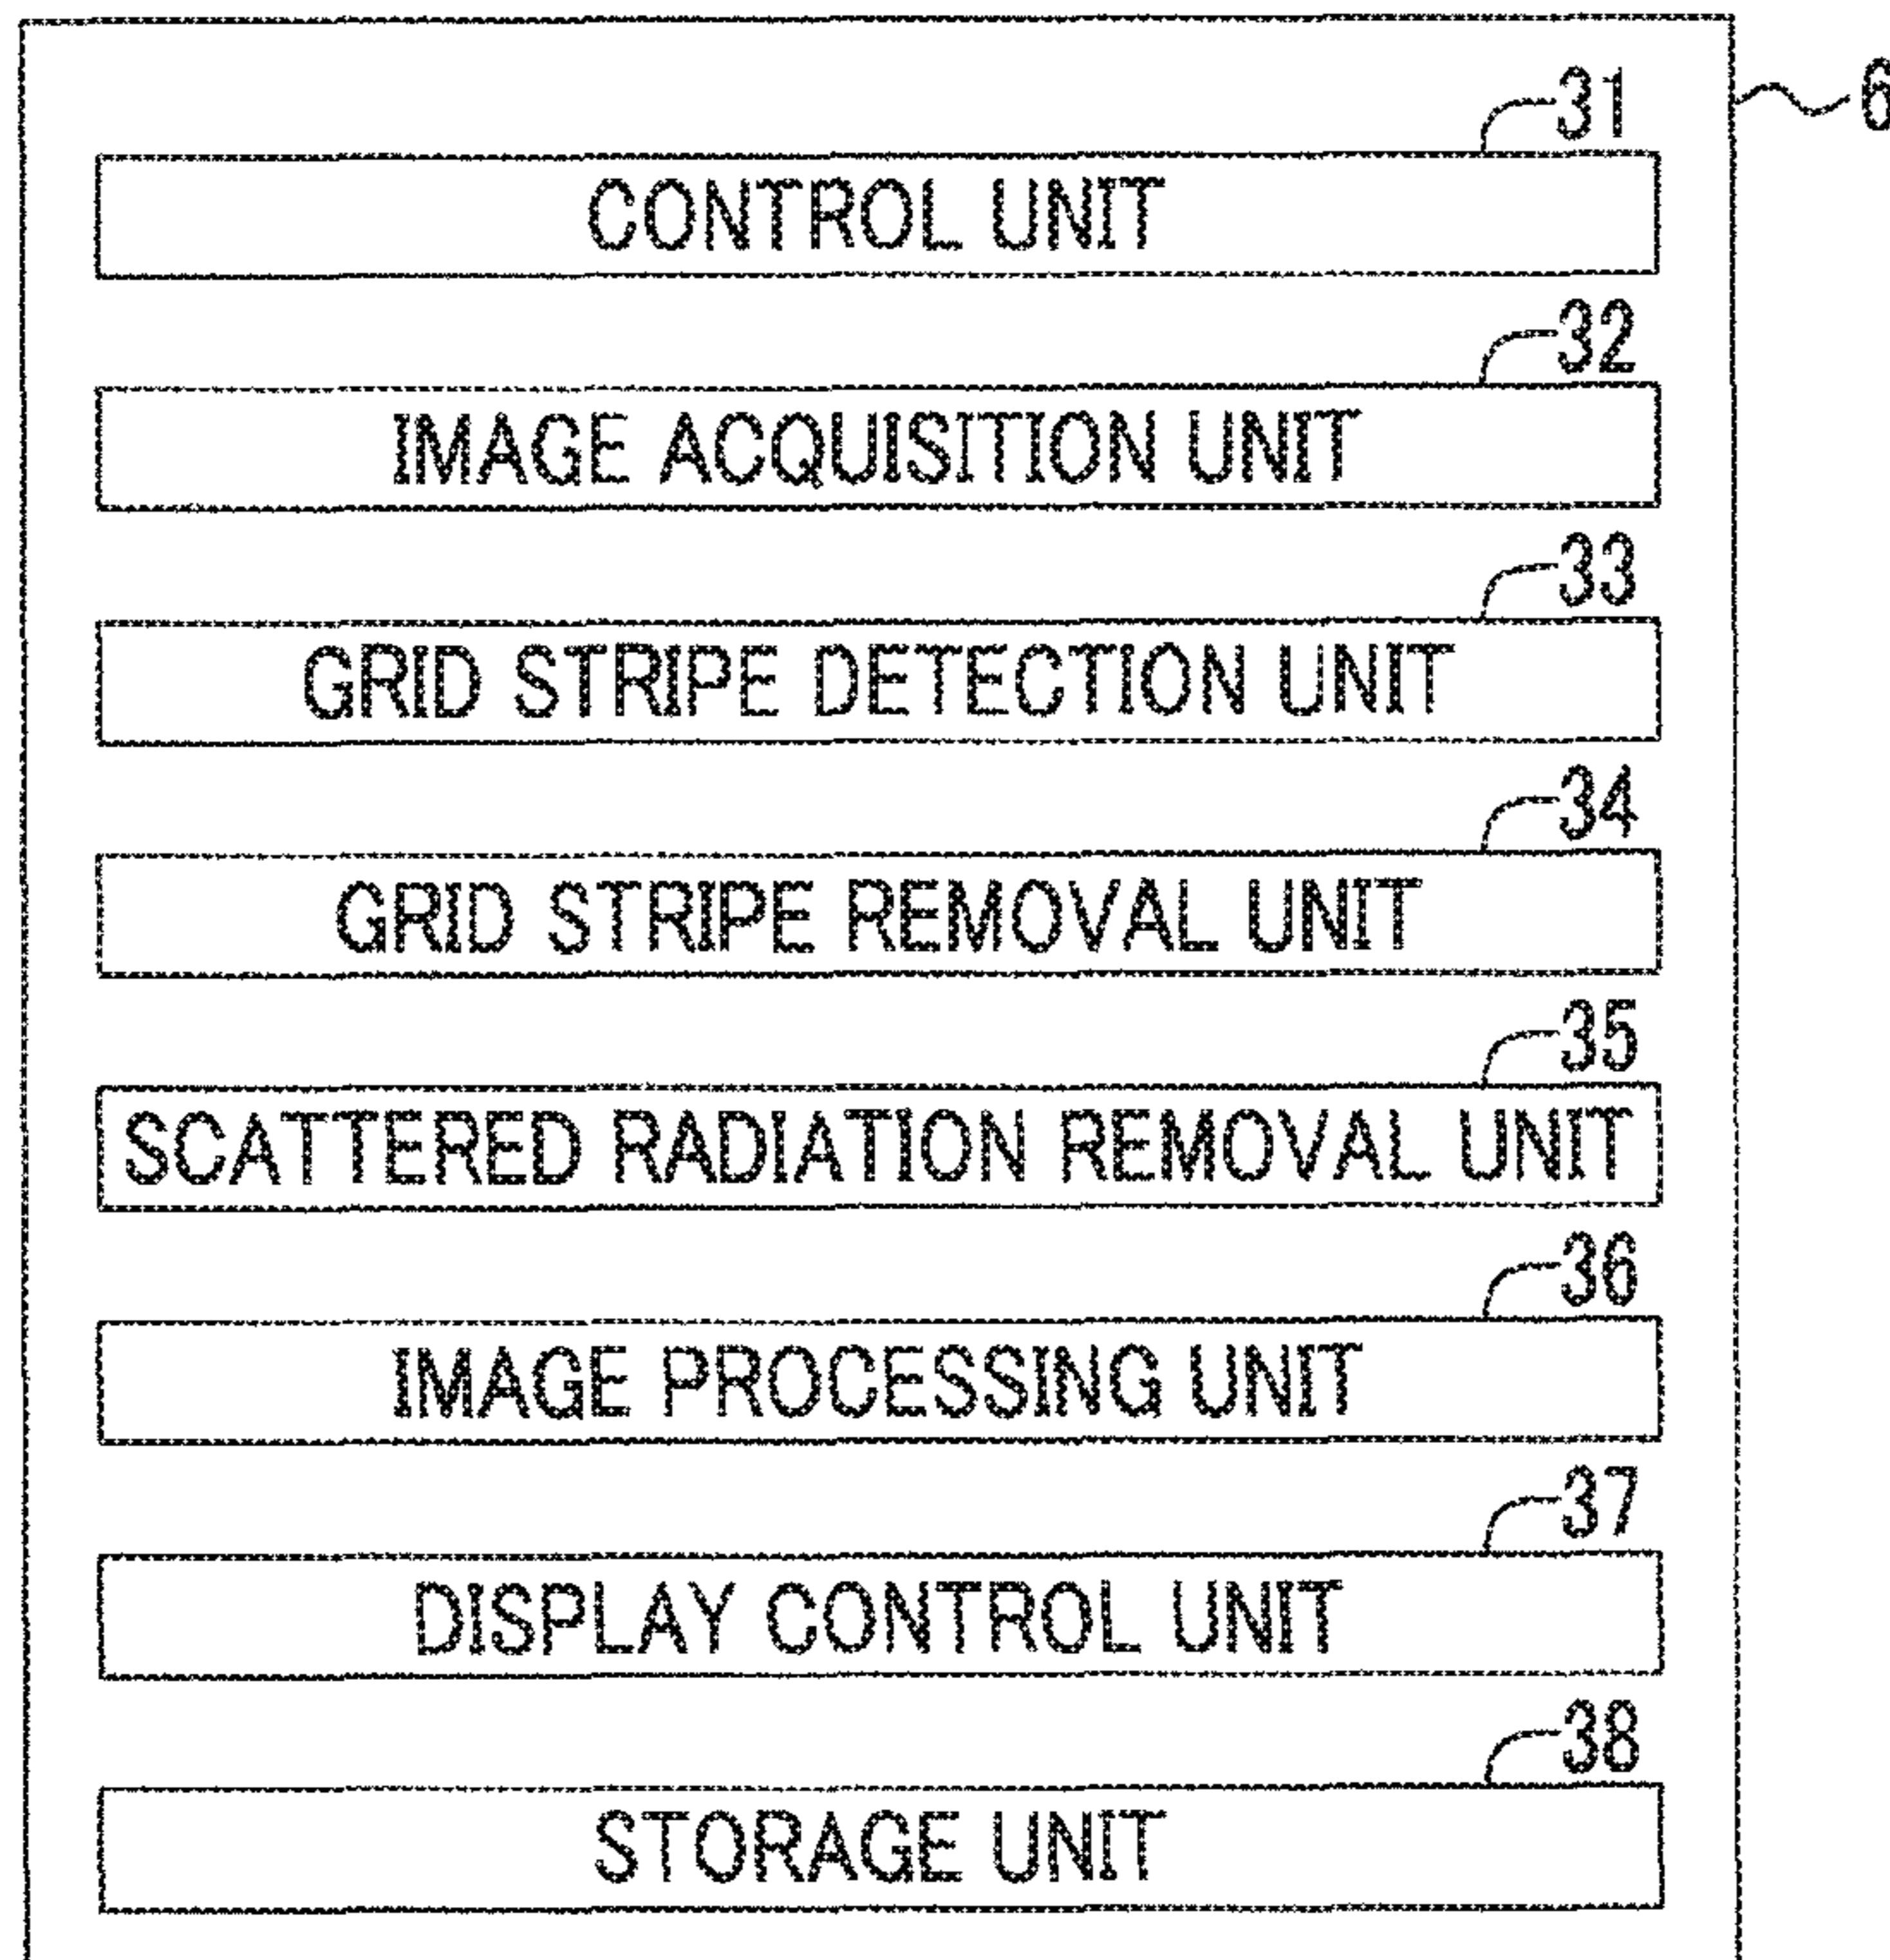 6
31
CONTROL UNIT
32
IMAGE ACQUISITION UNIT
33
GRID STRIPE DETECTION UNIT
34
GRID STRIPE REMOVAL UNIT
35
SCATTERED RADIATION REMOVAL UNIT
36
IMAGE PROCESSING UNIT
37
DISPLAY CONTROL UNIT
38
STORAGE UNIT